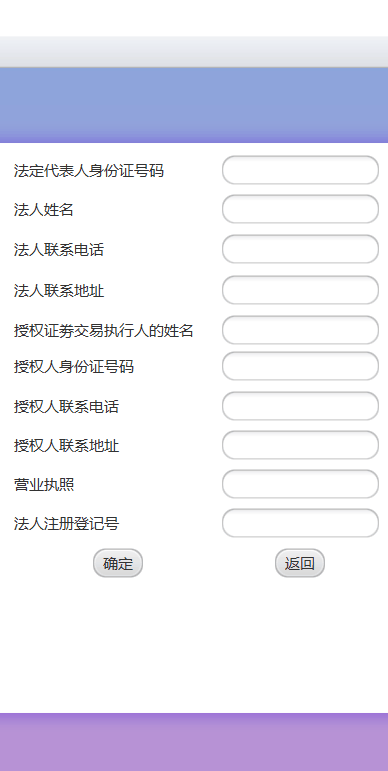 法定代表人身份证号码
法人姓名
法人联系电话
法人联系地址
授权证券交易执行人的姓名
授权人身份证号码
授权人联系电话
授权人联系地址
营业执照
法人注册登记号
确定 返回